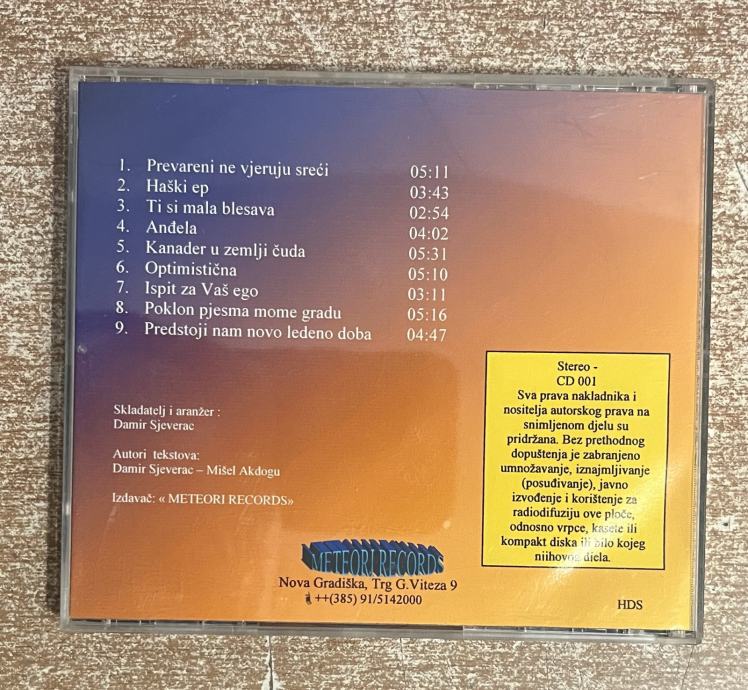 1. Prevareni ne vjeruju sreći 05:11
2. Haški ep 03:43
3. Ti si mala blesava 02:54
4. Anđela 04:02
5. Kanader u zemlji čuda 05:31
6. Optimistična 05:10
7. Ispit za Vaš ego 03:11
8. Poklon pjesma mome gradu 05:16
9. Predstoji nam novo ledeno doba 04:47
Skladatelj i aranžer :
Damir Sjeverac
Autori tekstova:
Damir Sjeverac – Mišel Akdogu
Izdavač: « METEORI RECORDS»
Stereo -
CD 001
Sva prava nakladnika i
nositelja autorskog prava na
snimljenom djelu su
pridržana. Bez prethodnog
dopuštenja je zabranjeno
umnožavanje, iznajmljivanje
(posuđivanje), javno
izvođenje i korištenje za
radiodifuziju ove ploče,
odnosno vrpce, kasete ili
kompakt diska ili bilo kojeg
njihovog djela.
METEORI RECORDS
Nova Gradiška, Trg G.Viteza 9
++(385) 91/5142000
HDS